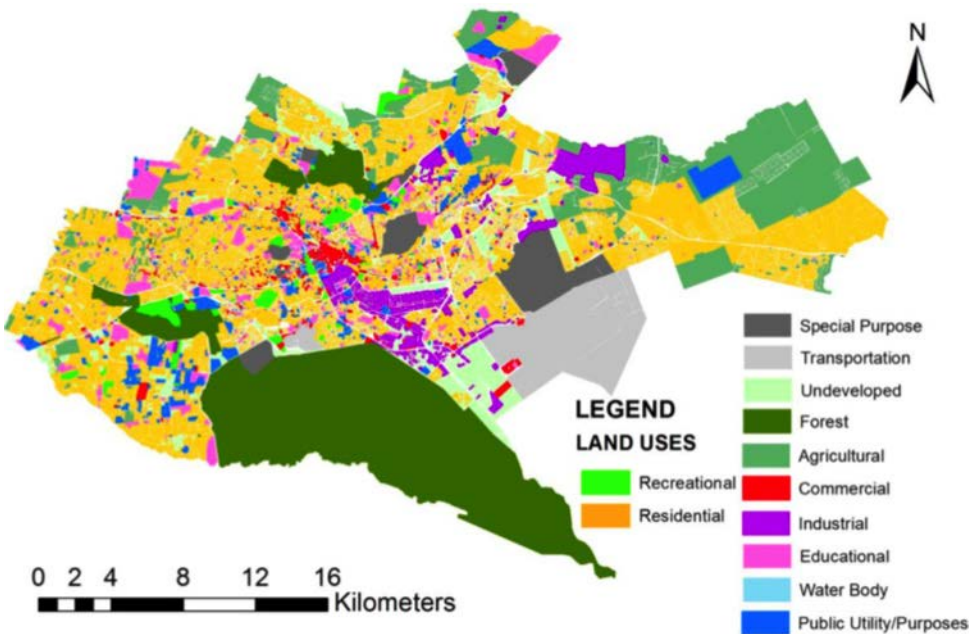 N
Special Purpose
Transportation
Undeveloped
LEGEND
Forest
LAND USES
Agricultural
Recreational
Commercial
Residential
Industrial
Educational
Water Body
Public Utility/Purposes
0 2 4 8 12 16
Kilometers